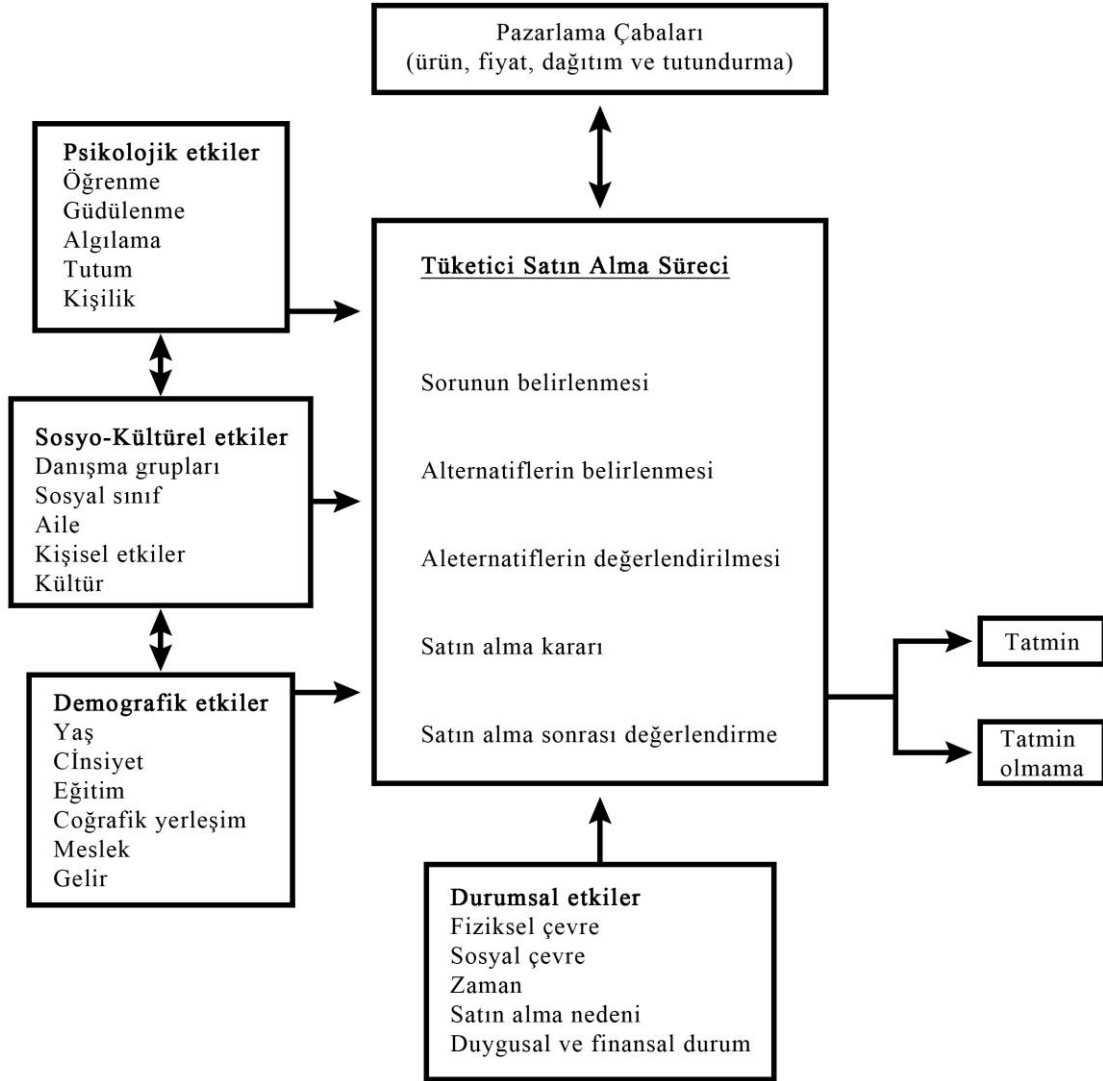 Pazarlama Çabaları
(ürün, fiyat, dağıtım ve tutundurma)
Psikolojik etkiler
Öğrenme
Güdülenme
Algılama
Tutum
Kişilik
Sosyo-Kültürel etkiler
Danışma grupları
Sosyal sınıf
Aile
Kişisel etkiler
Kültür
Demografik etkiler
Yaş
Cİnsiyet
Eğitim
Coğrafik yerleşim
Meslek
Gelir
Tüketici Satın Alma Süreci
Sorunun belirlenmesi
Alternatiflerin belirlenmesi
Aleternatiflerin değerlendirilmesi
Satın alma kararı
Satın alma sonrası değerlendirme
Tatmin
Tatmin
olmama
Durumsal etkiler
Fiziksel çevre
Sosyal çevre
Zaman
Satın alma nedeni
Duygusal ve finansal durum